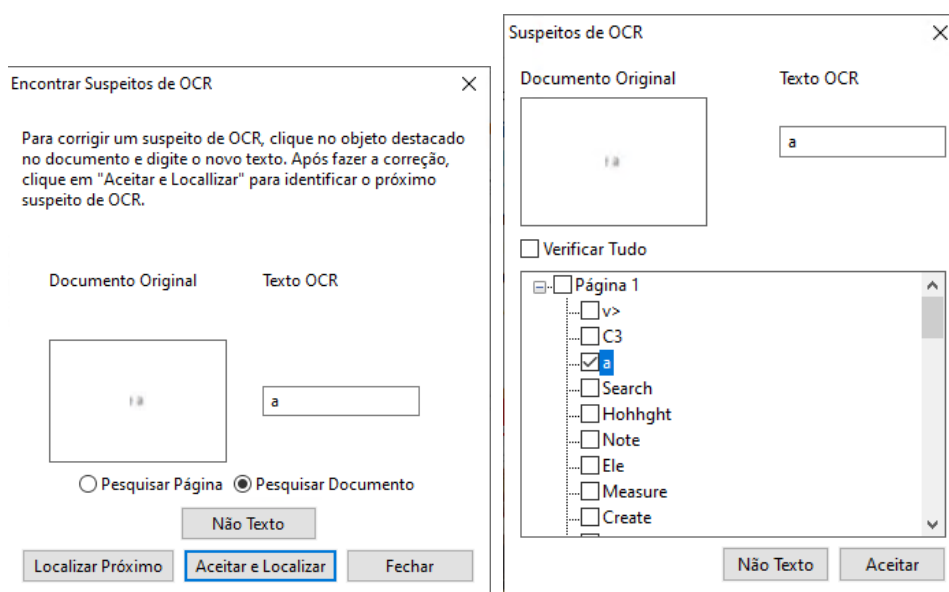 Encontrar Suspeitos de OCR
Para corrigir um suspeito de OCR, clique no objeto destacado
no documento e digite o novo texto. Após fazer a correção,
clique em "Aceitar e Locallizar" para identificar o próximo
suspeito de OCR.
Documento Original
Texto OCR
a
Pesquisar Página
Pesquisar Documento
Não Texto
Localizar Próximo
Aceitar e Localizar
Fechar
Suspeitos de OCR
Documento Original
Texto OCR
a
Verificar Tudo
Página 1
v>
C3
a
Search
Hohhght
Note
Ele
Measure
Create
Não Texto
Aceitar